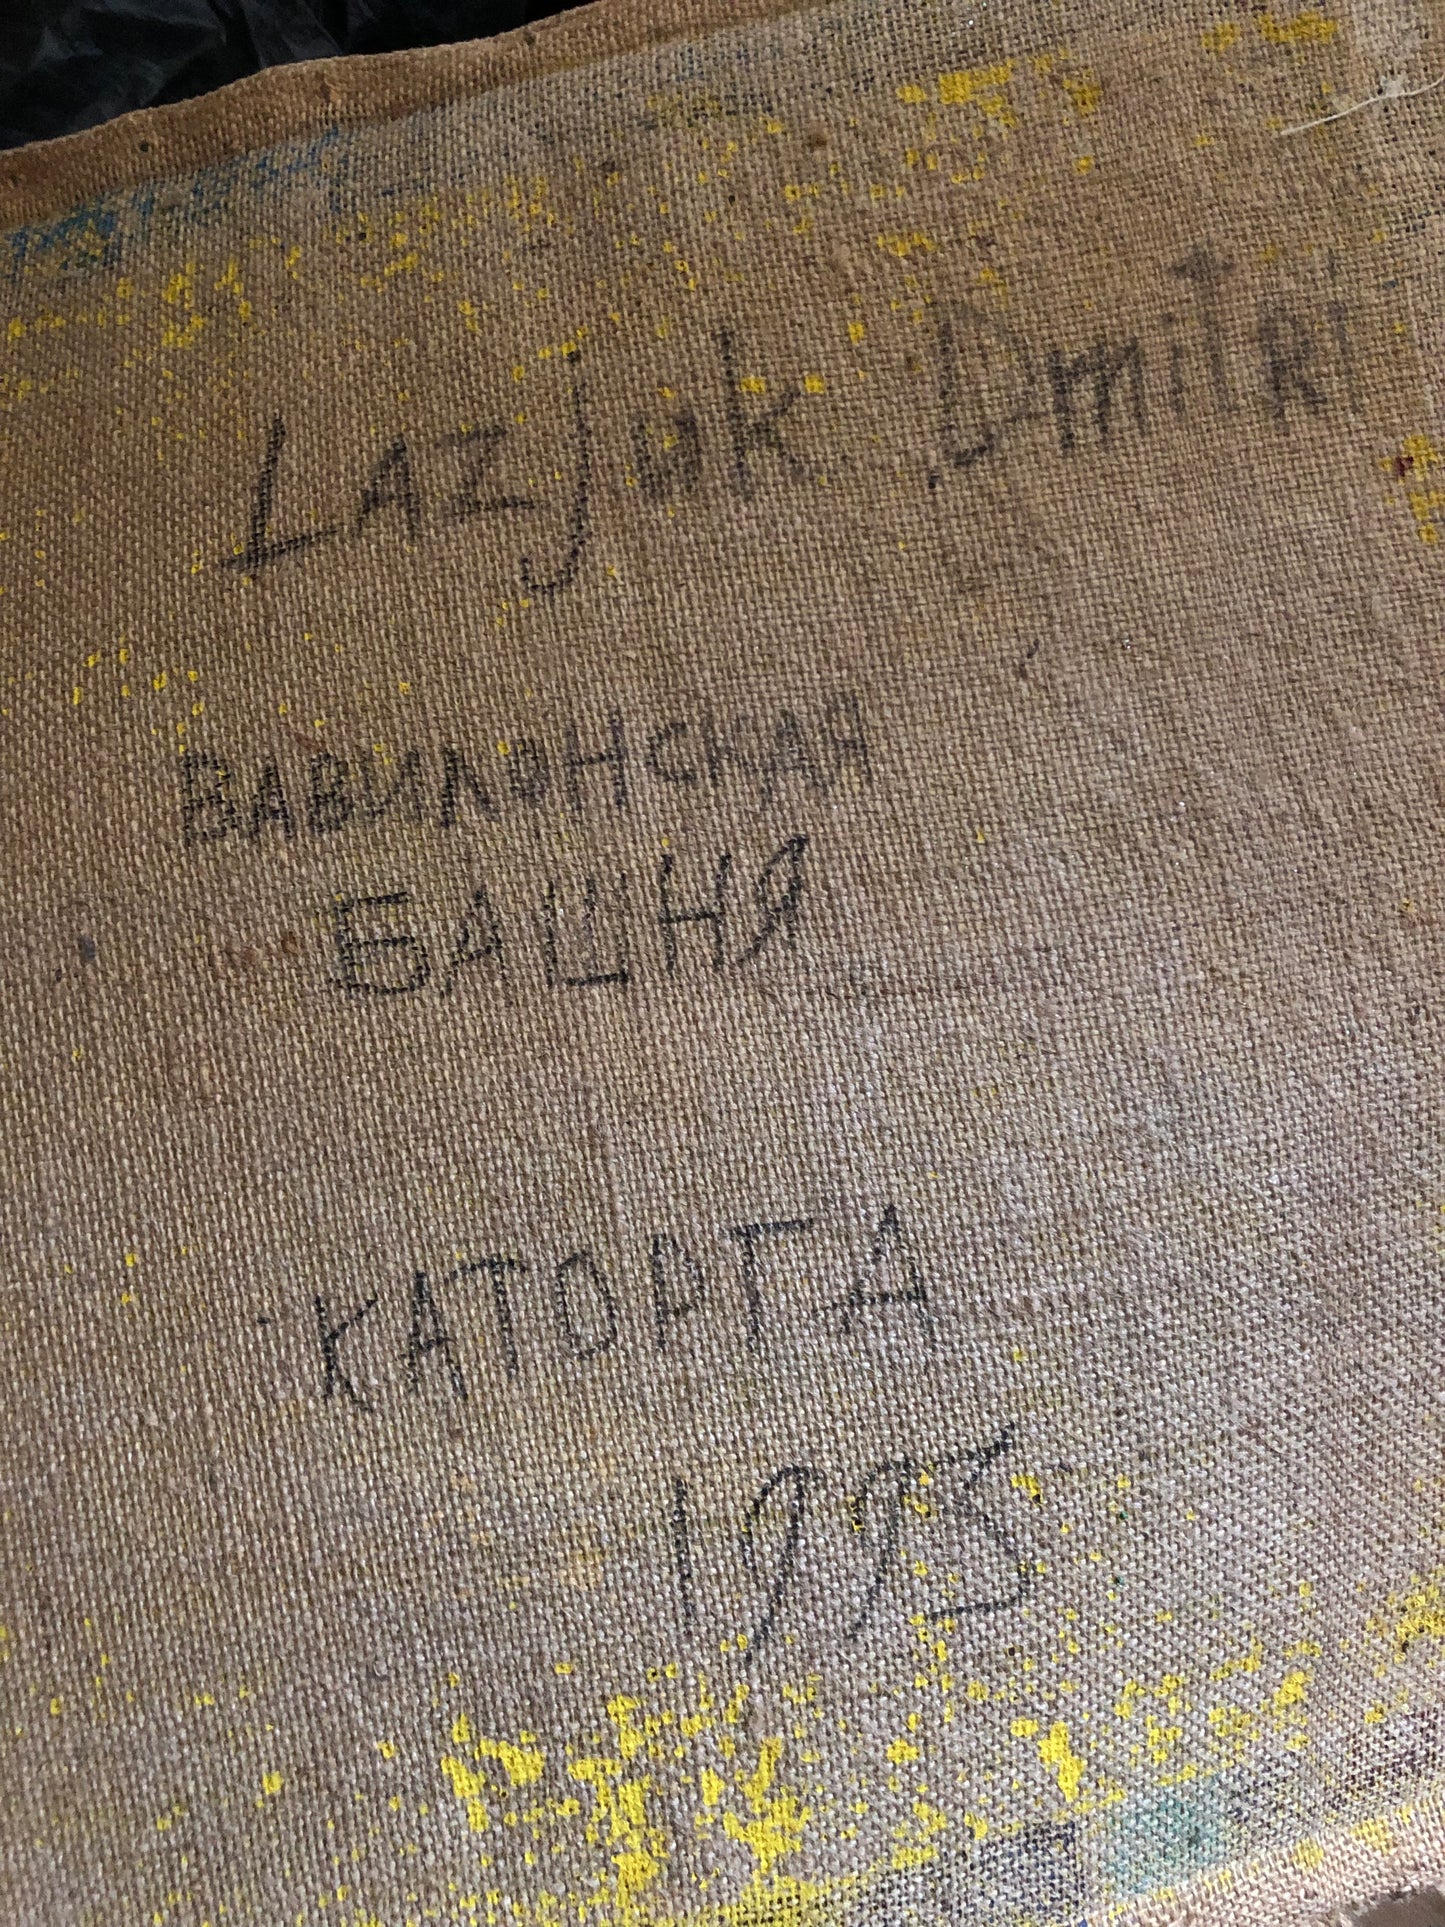 Lazjuk Dmitri
ВАВИЛОНСКАЯ
БАШНЯ
КАТОРГА
1995